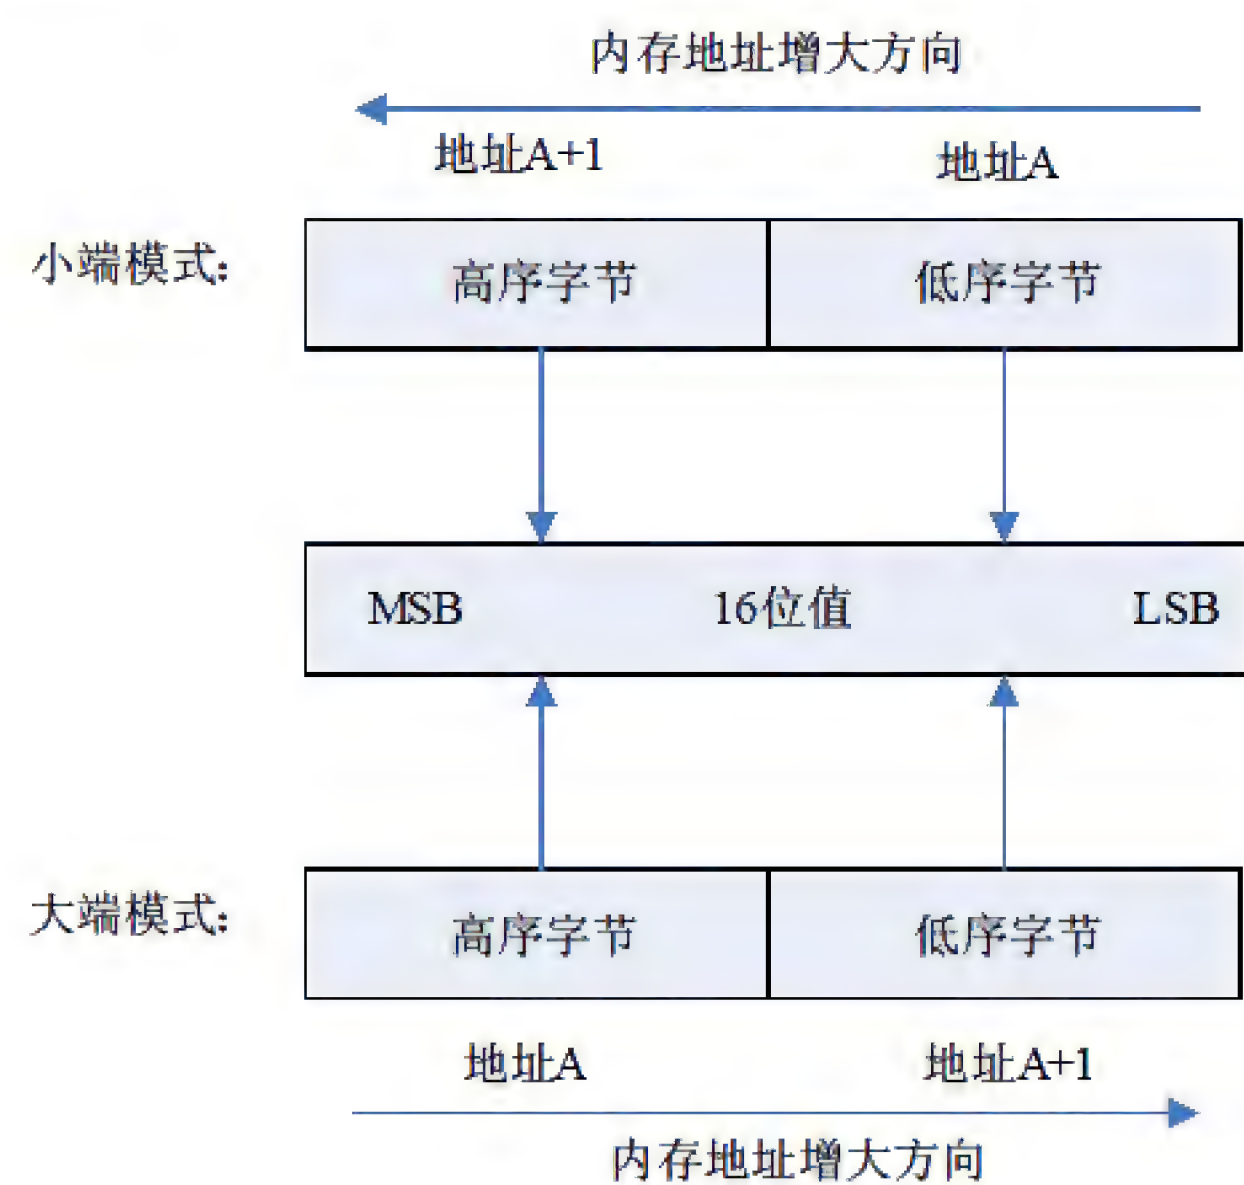 内存地址增大方向
地址A+1 地址A
小端模式: 高序字节 低序字节
MSB 16位值 LSB
大端模式: 高序字节 低序字节
地址A 地址A+1
内存地址增大方向